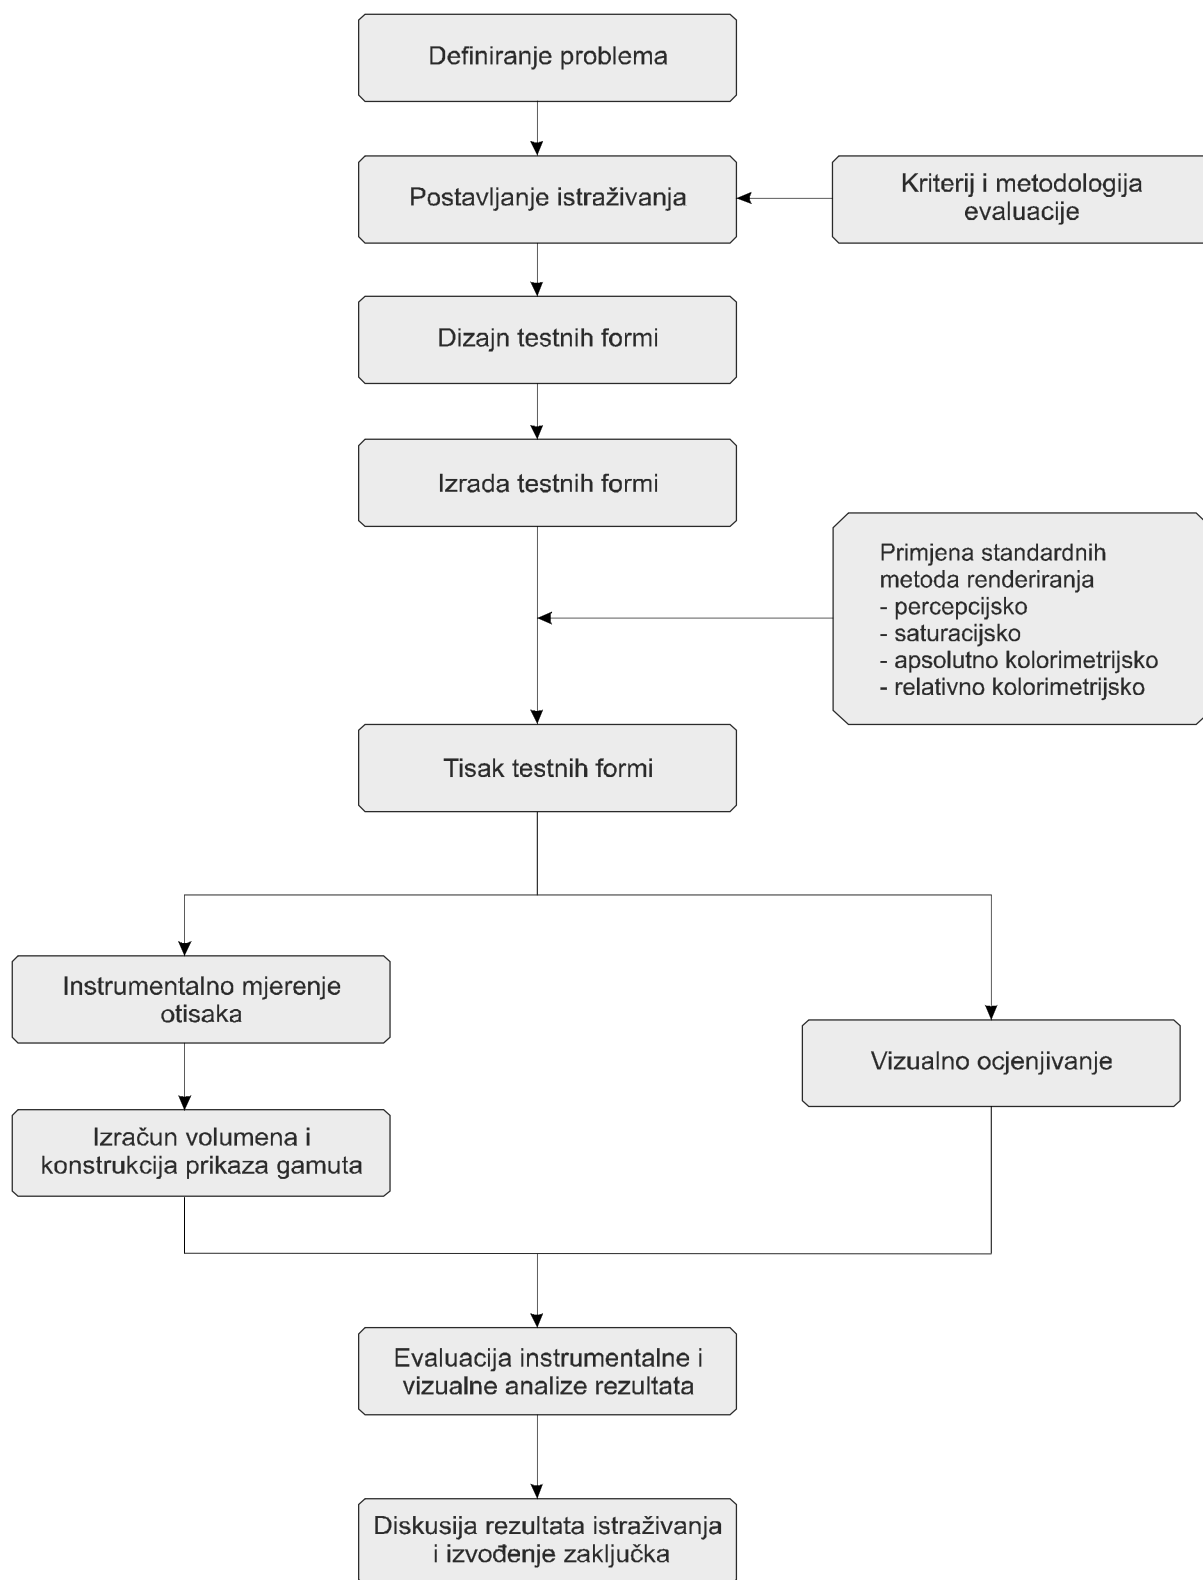 Definiranje problema
Postavljanje istraživanja
Kriterij i metodologija
evaluacije
Dizajn testnih formi
Izrada testnih formi
Primjena standardnih
metoda renderiranja
- percepcijsko
- saturacijsko
- apsolutno kolorimetrijsko
- relativno kolorimetrijsko
Tisak testnih formi
Instrumentalno mjerenje
otisaka
Vizualno ocjenjivanje
Izračun volumena i
konstrukcija prikaza gamuta
Evaluacija instrumentalne i
vizualne analize rezultata
Diskusija rezultata istraživanja
i izvođenje zaključka